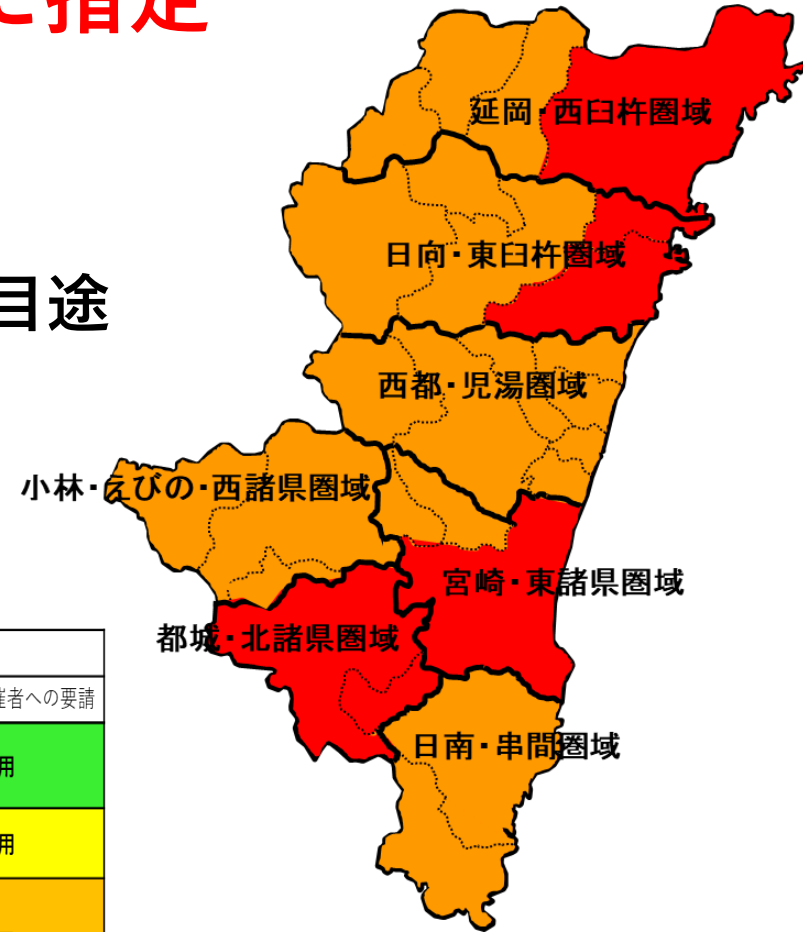 に指定
延岡・西臼杵圏域
日向・東臼杵圏域
目途
西都・児湯圏域
小林・えびの・西諸県圏域
宮崎・東諸県圏域
都城・北諸県圏域
催者への要請
日南・串間圏域
用
用